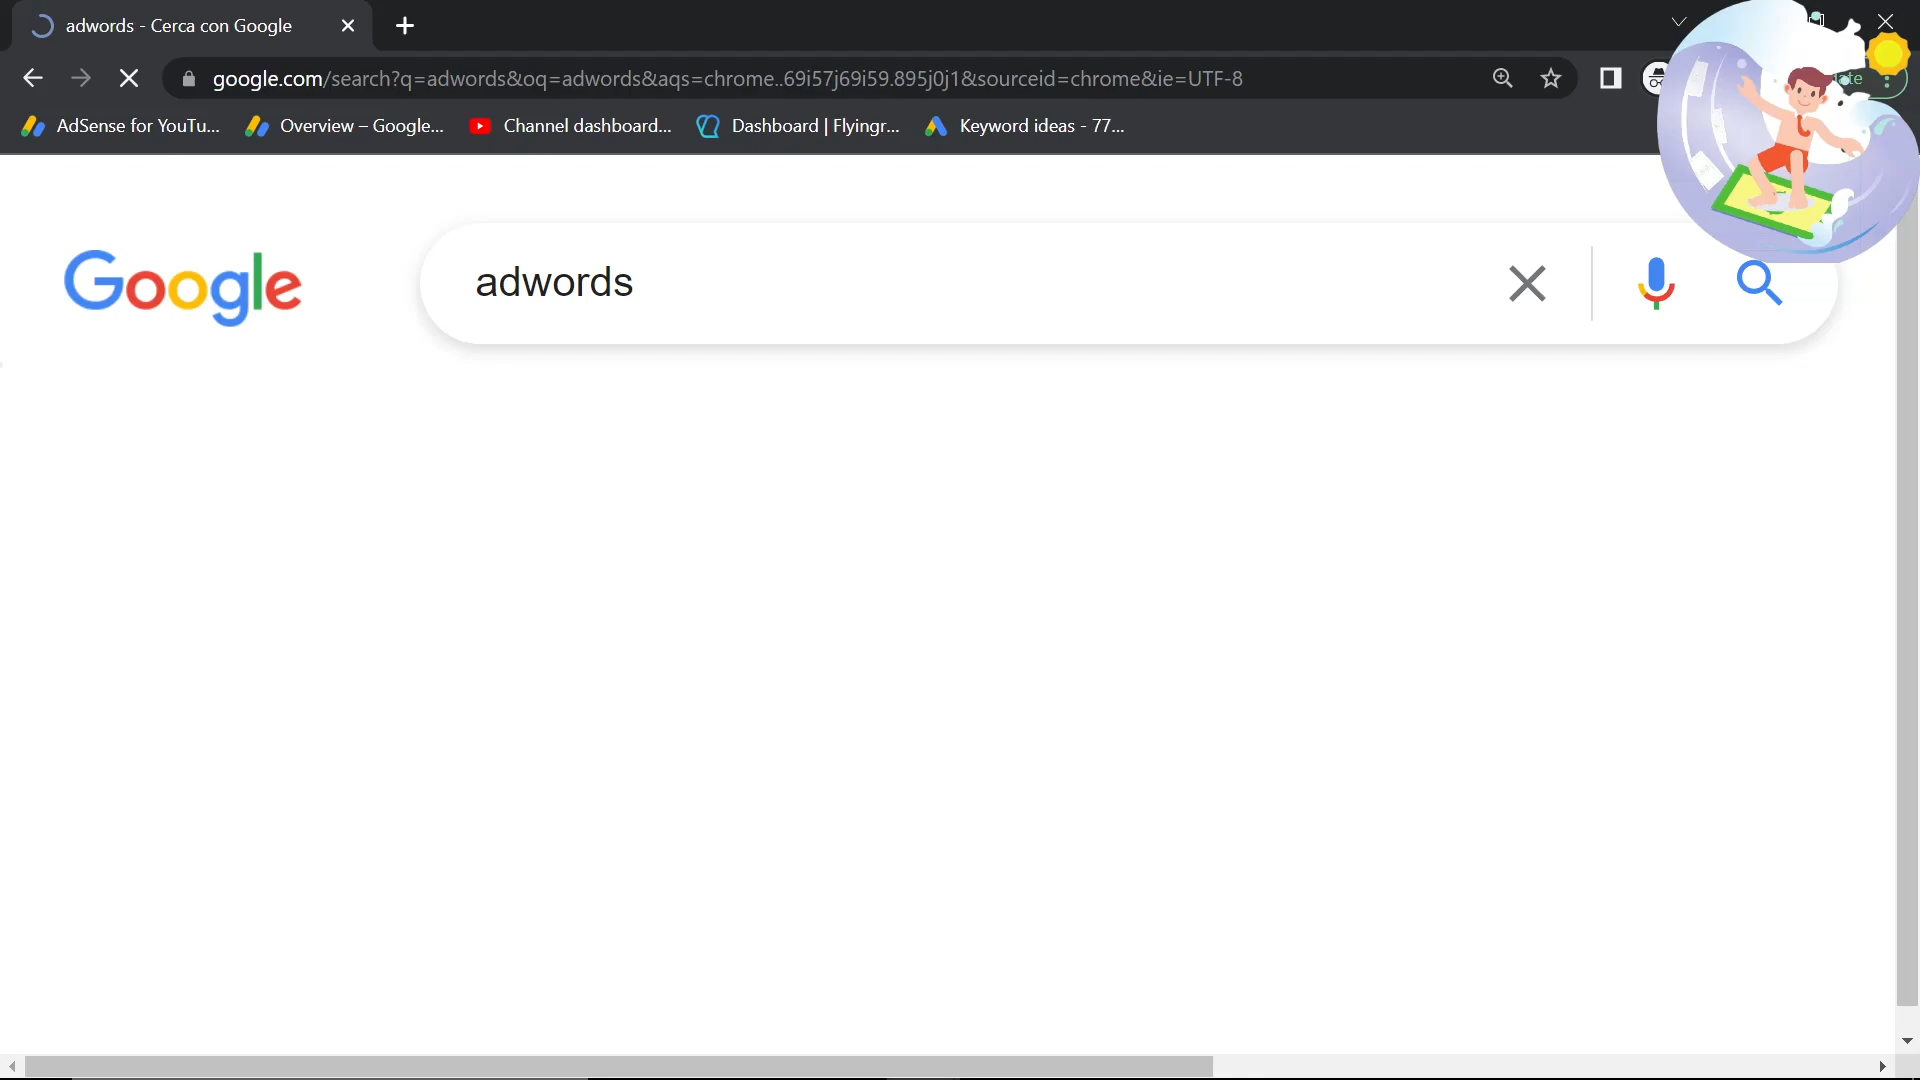 adwords - Cerca con Google
google.com/search?q=adwords&oq=adwords&aqs=chrome..69i57j69i59.895j0j1&sourceid=chrome&ie=UTF-8
AdSense for YouTu... Overview – Google... Channel dashboard... Dashboard | Flyingr... Keyword ideas - 77...
Google adwords